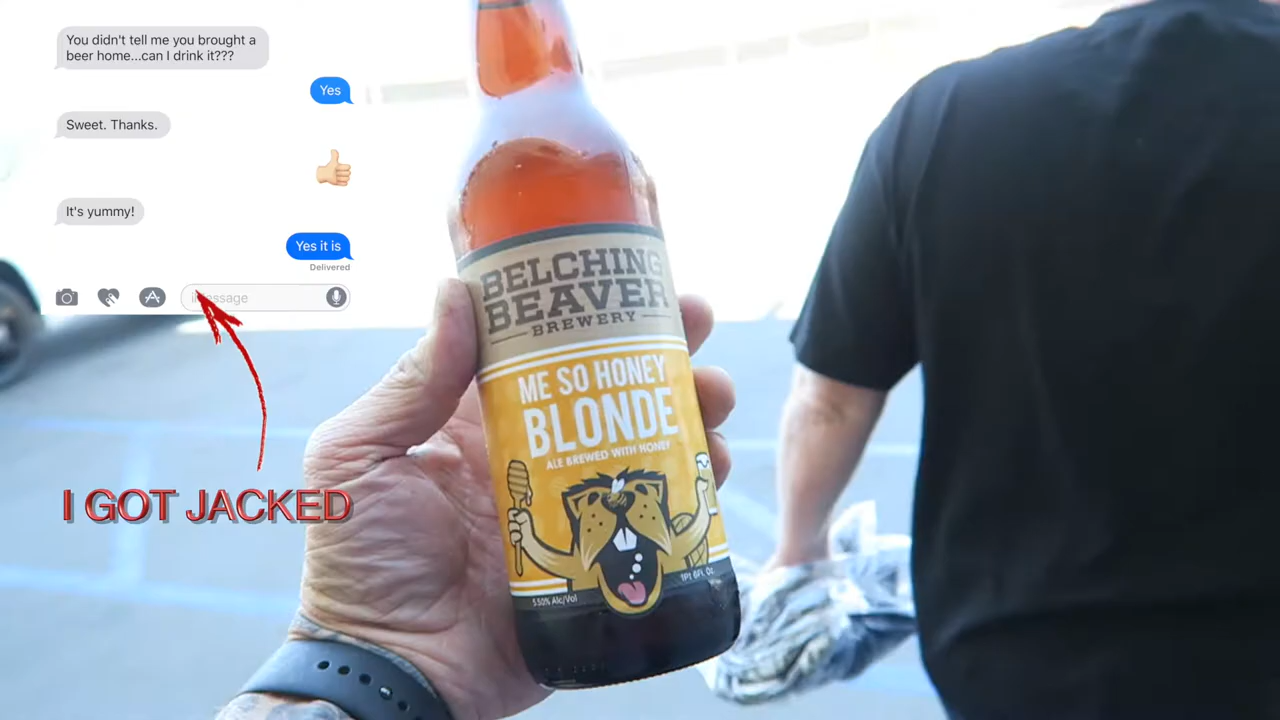 You didn't tell me you brought a
beer home...can I drink it???
Yes
Sweet. Thanks.
It's yummy!
Yes it is
Delivered
iMessage
I GOT JACKED
BELCHING
BEAVER
BREWERY
ME SO HONEY
BLONDE
ALE BREWED WITH HONEY
5.50% Alc/Vol
1Pt 6FL Oz